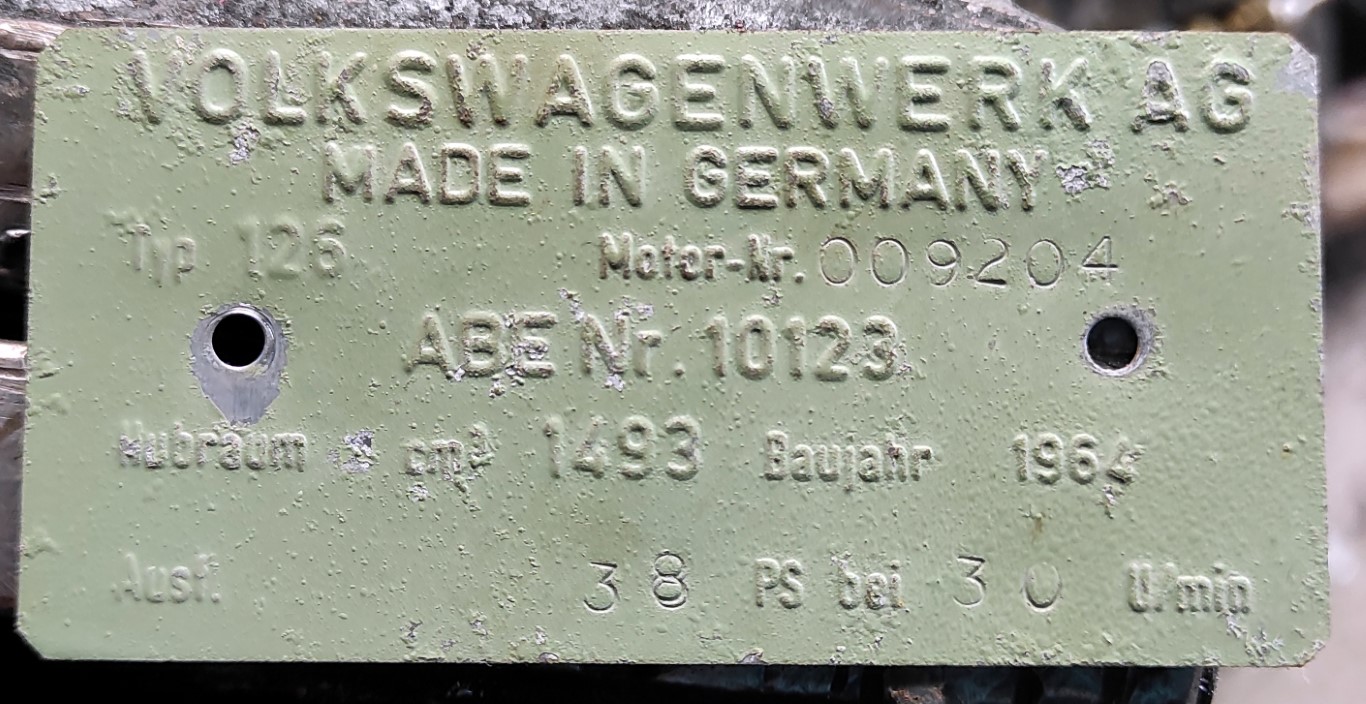 VOLKSWAGENWERK AG
MADE IN GERMANY
Typ 126 Motor-Nr. 009204
ABE Nr. 10123
Hubraum cm³ 1493 Baujahr 1964
Ausf. 38 PS bei 30 U/min